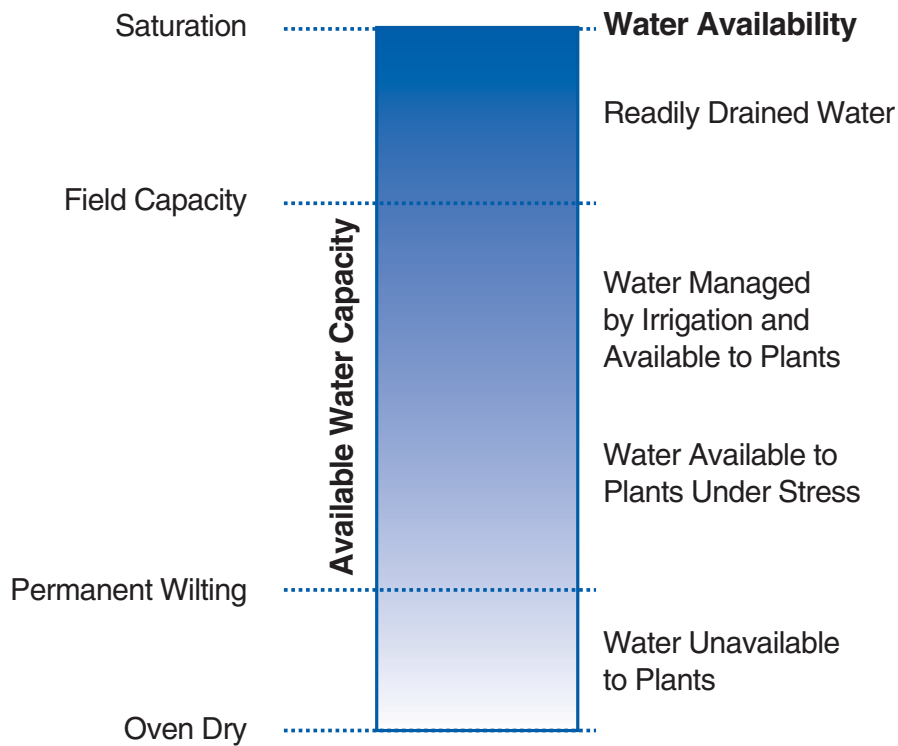 Saturation
Water Availability
Readily Drained Water
Field Capacity
Available Water Capacity
Water Managed
by Irrigation and
Available to Plants
Water Available to
Plants Under Stress
Permanent Wilting
Water Unavailable
to Plants
Oven Dry